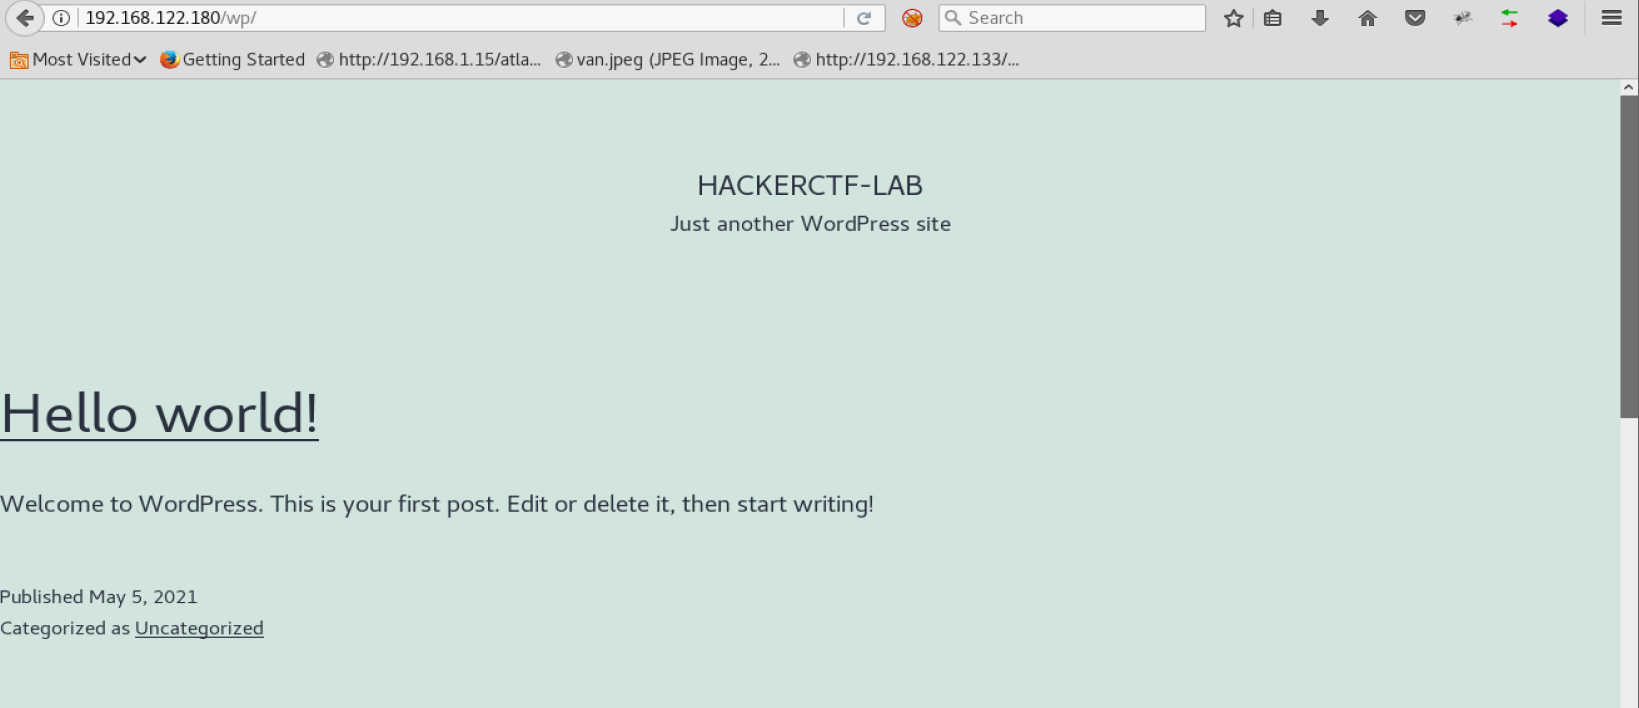 192.168.122.180/wp/
Search
Most Visited Getting Started http://192.168.1.15/atla... van.jpeg (JPEG Image, 2... http://192.168.122.133/...
HACKERCTF-LAB
Just another WordPress site
Hello world!
Welcome to WordPress. This is your first post. Edit or delete it, then start writing!
Published May 5, 2021
Categorized as Uncategorized